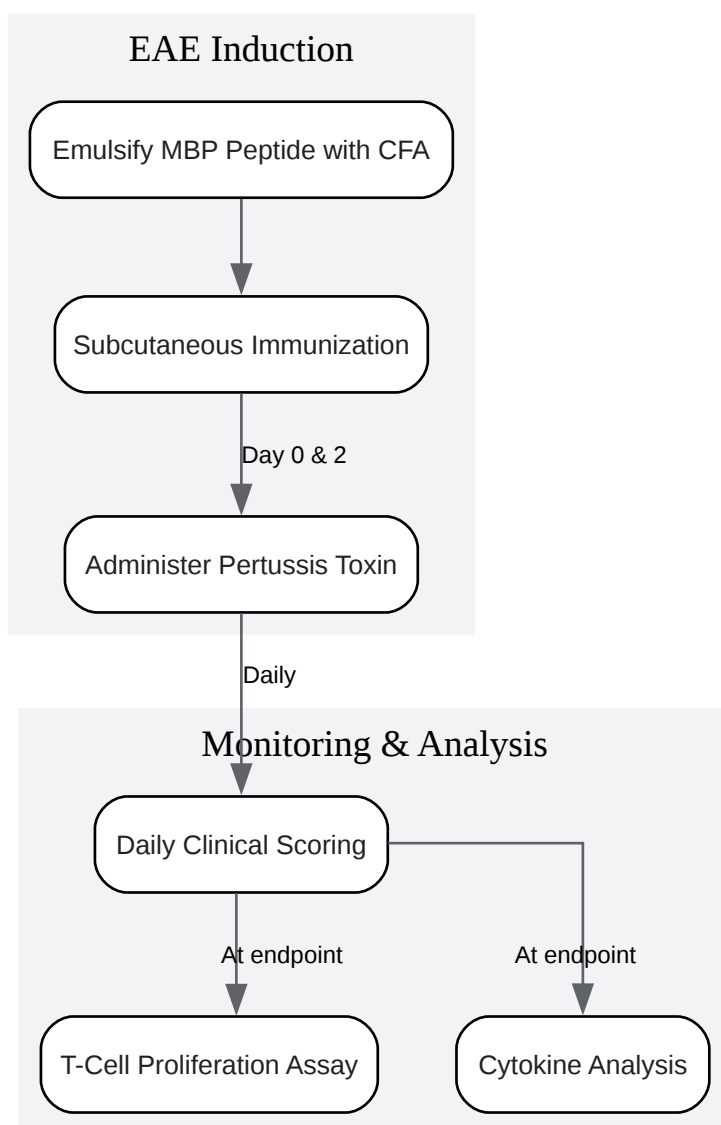 EAE Induction
Emulsify MBP Peptide with CFA
Subcutaneous Immunization
Day 0 & 2
Administer Pertussis Toxin
Daily
Monitoring & Analysis
Daily Clinical Scoring
At endpoint
At endpoint
T-Cell Proliferation Assay
Cytokine Analysis